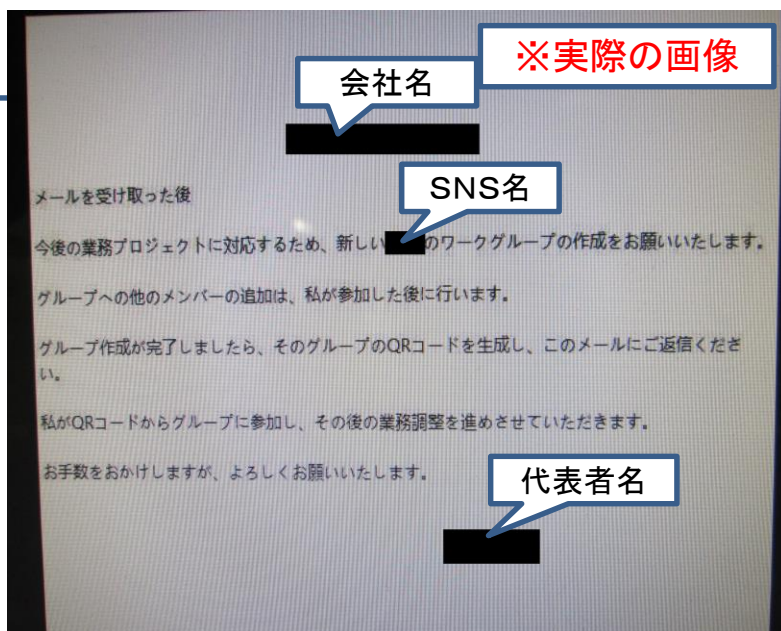 ※実際の画像
会社名
メールを受け取った後
SNS名
今後の業務プロジェクトに対応するため、新しい
のワークグループの作成をお願いいたします。
グループへの他のメンバーの追加は、私が参加した後に行います。
グループ作成が完了しましたら、そのグループのQRコードを生成し、このメールにご返信くださ
い。
私がQRコードからグループに参加し、その後の業務調整を進めさせていただきます。
お手数をおかけしますが、よろしくお願いいたします。
代表者名